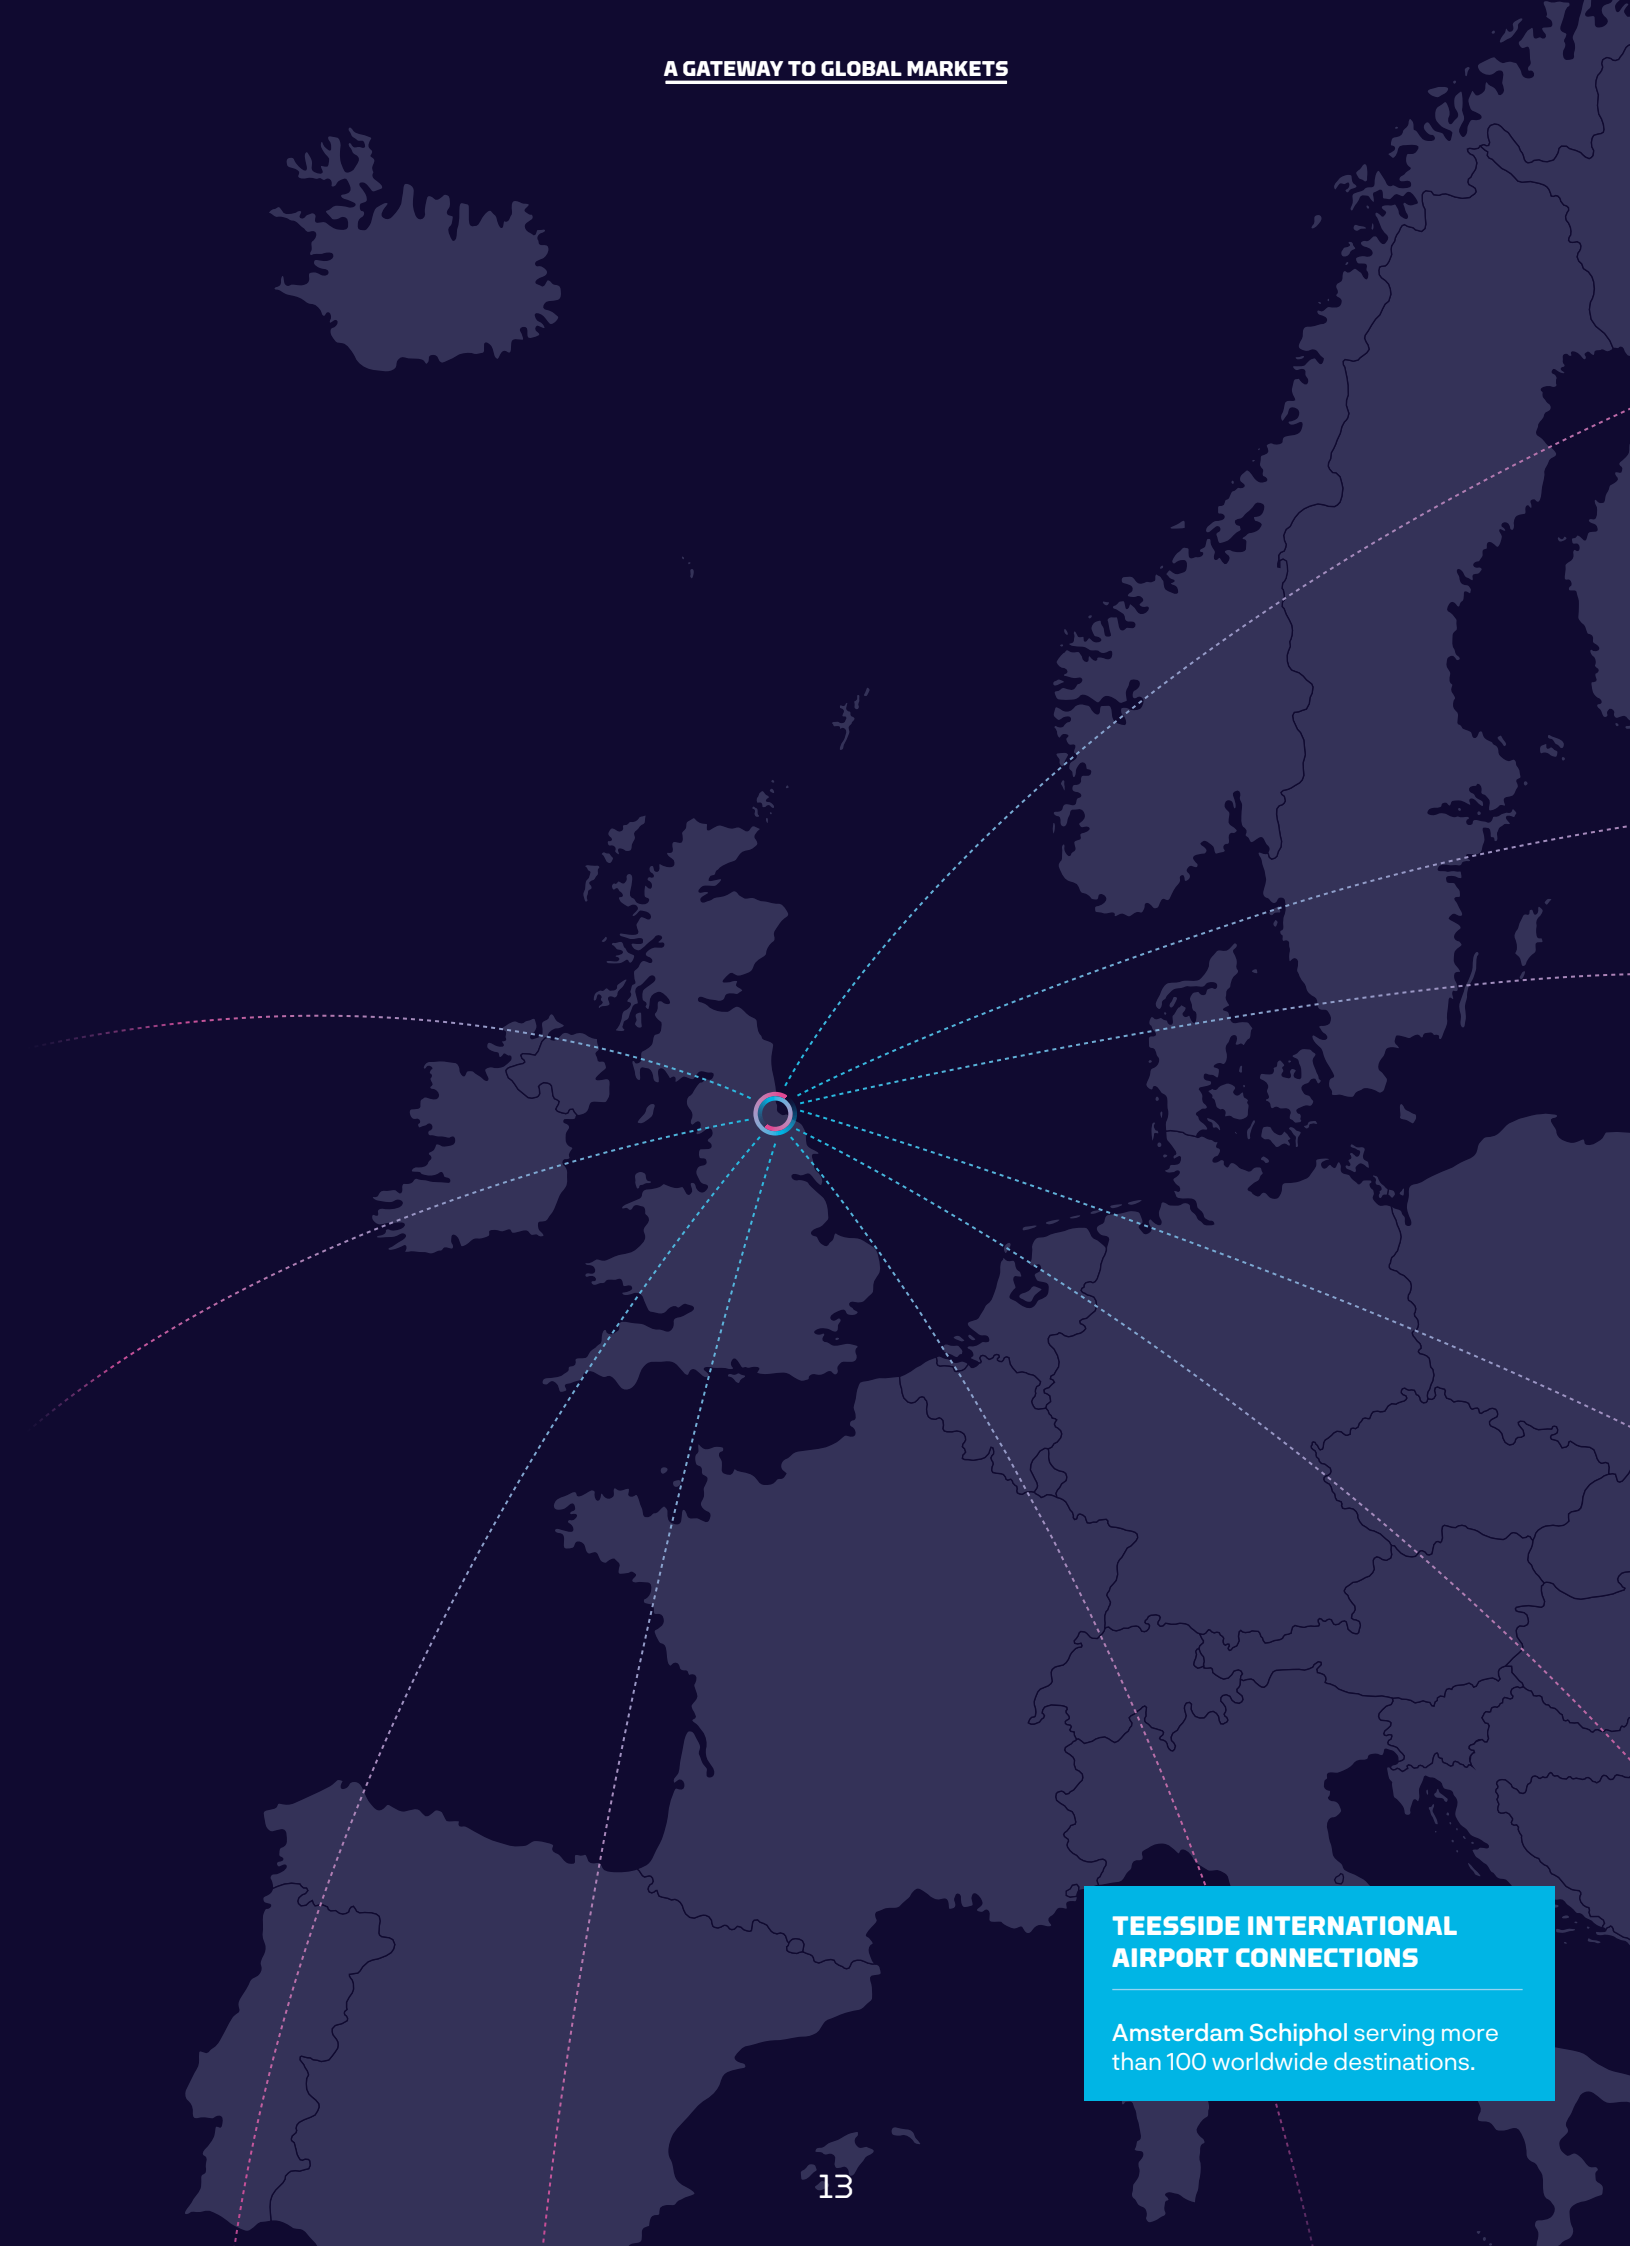 A GATEWAY TO GLOBAL MARKETS
TEESSIDE INTERNATIONAL
AIRPORT CONNECTIONS
Amsterdam Schiphol serving more
than 100 worldwide destinations.
13